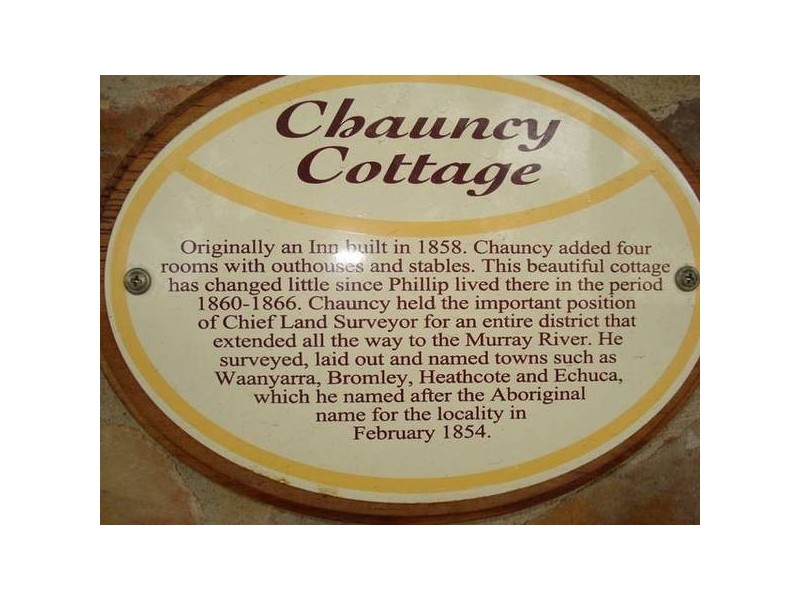 Chauncy
Cottage
Originally an Inn built in 1858. Chauncy added four
rooms with outhouses and stables. This beautiful cottage
has changed little since Phillip lived there in the period
1860-1866. Chauncy held the important position
of Chief Land Surveyor for an entire district that
extended all the way to the Murray River. He
surveyed, laid out and named towns such as
Waanyarra, Bromley, Heathcote and Echuca,
which he named after the Aboriginal
name for the locality in
February 1854.